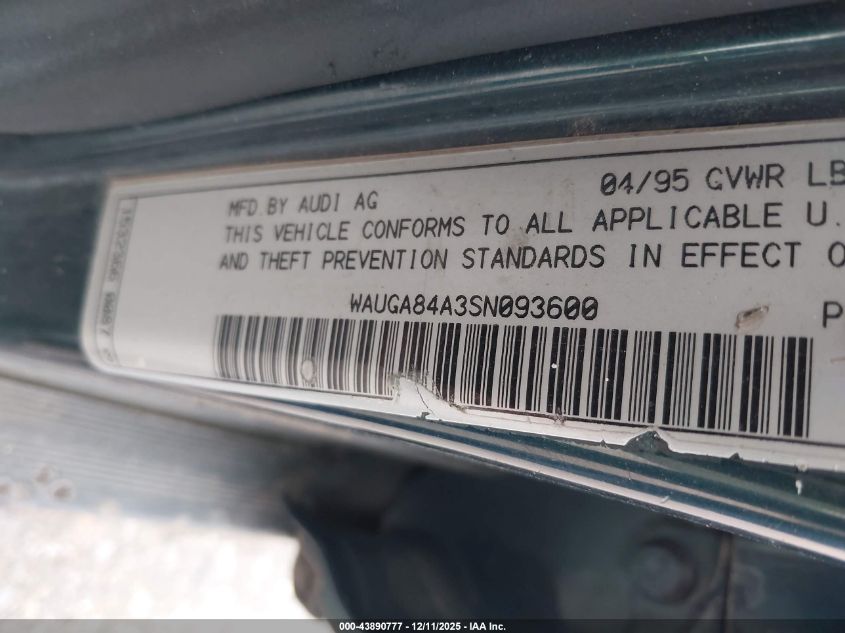 04/95 GVWR LB
MFD.BY AUDI AG
THIS VEHICLE CONFORMS TO ALL APPLICABLE U.
AND THEFT PREVENTION STANDARDS IN EFFECT O
WAUGA84A3SN093600
P
000-43890777 - 12/11/2025 - IAA Inc.